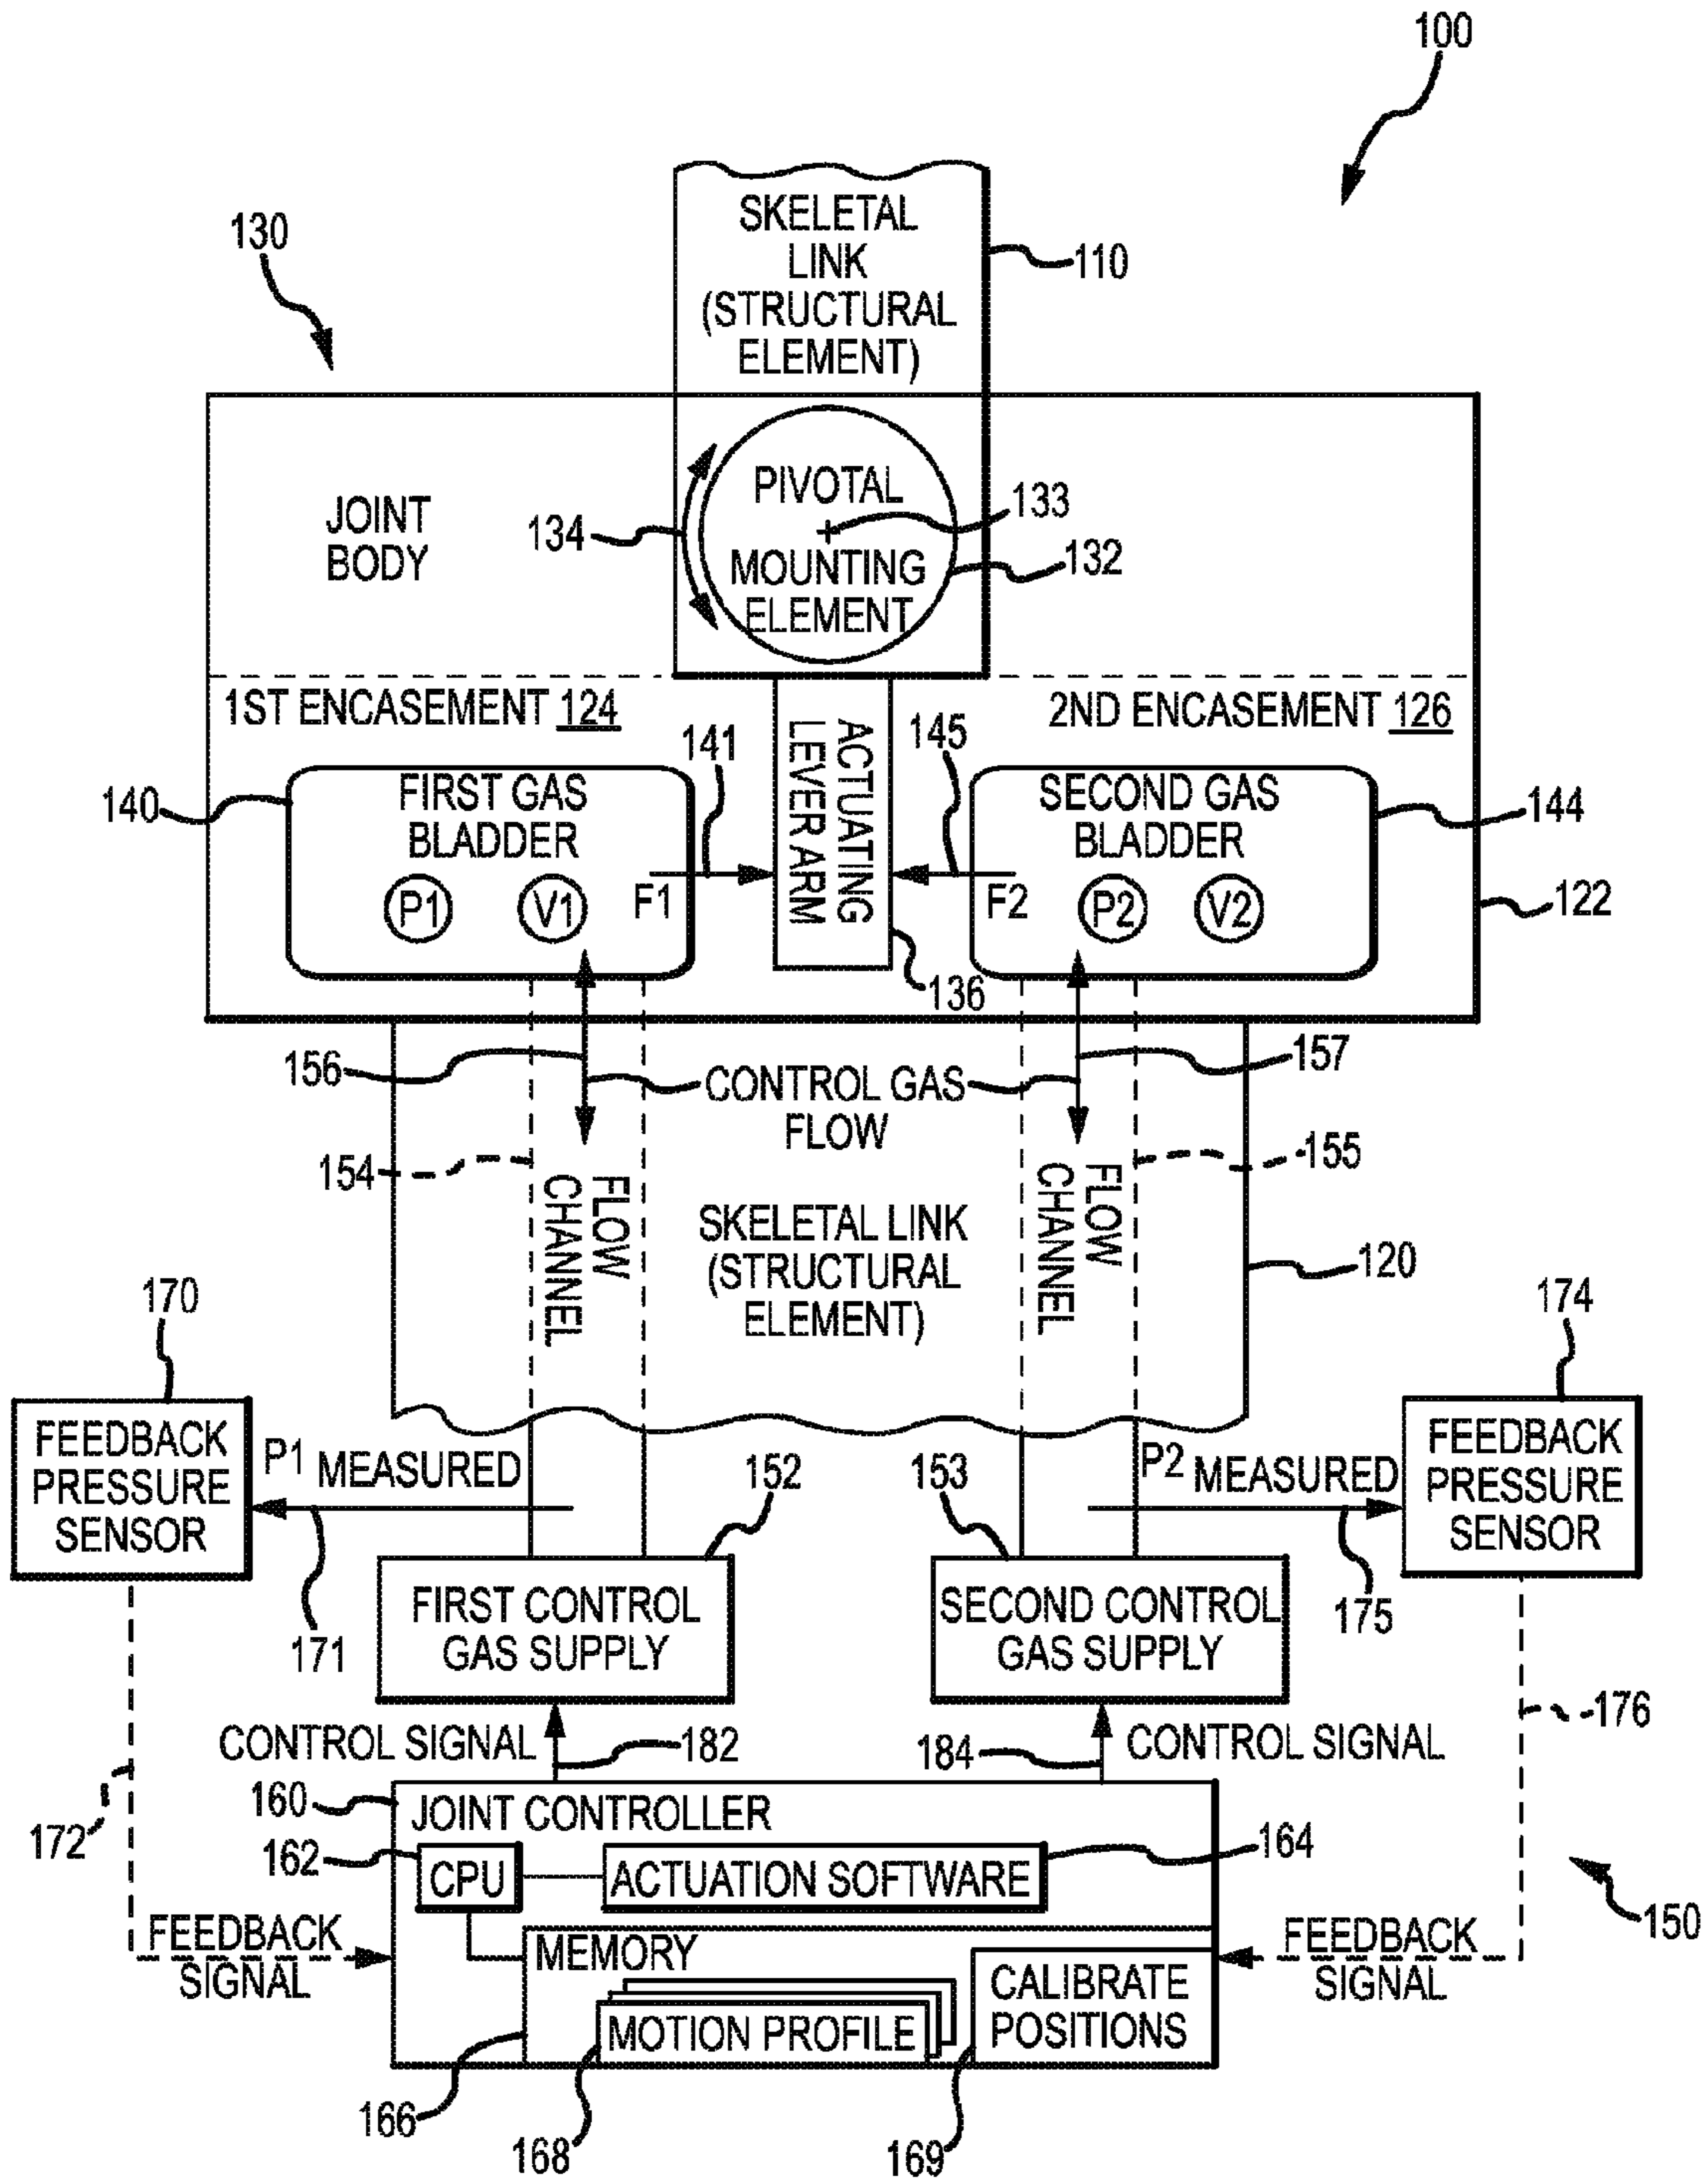 100
130
SKELETAL
LINK
(STRUCTURAL
ELEMENT)
110
JOINT
BODY
134
PIVOTAL
MOUNTING
ELEMENT
133
132
1ST ENCASEMENT 124
2ND ENCASEMENT 126
141
145
ACTUATING
LEVER ARM
140
FIRST GAS
BLADDER
P1
V1
F1
SECOND GAS
BLADDER
F2
P2
V2
144
122
136
156
CONTROL GAS
FLOW
157
154
FLOW
CHANNEL
FLOW
CHANNEL
155
SKELETAL LINK
(STRUCTURAL
ELEMENT)
120
170
174
FEEDBACK
PRESSURE
SENSOR
P1 MEASURED
152
153
P2 MEASURED
FEEDBACK
PRESSURE
SENSOR
171
FIRST CONTROL
GAS SUPPLY
SECOND CONTROL
GAS SUPPLY
175
176
CONTROL SIGNAL
182
184
CONTROL SIGNAL
172
160
JOINT CONTROLLER
162
CPU
ACTUATION SOFTWARE
164
150
FEEDBACK
SIGNAL
MEMORY
MOTION PROFILE
CALIBRATE
POSITIONS
FEEDBACK
SIGNAL
166
168
169